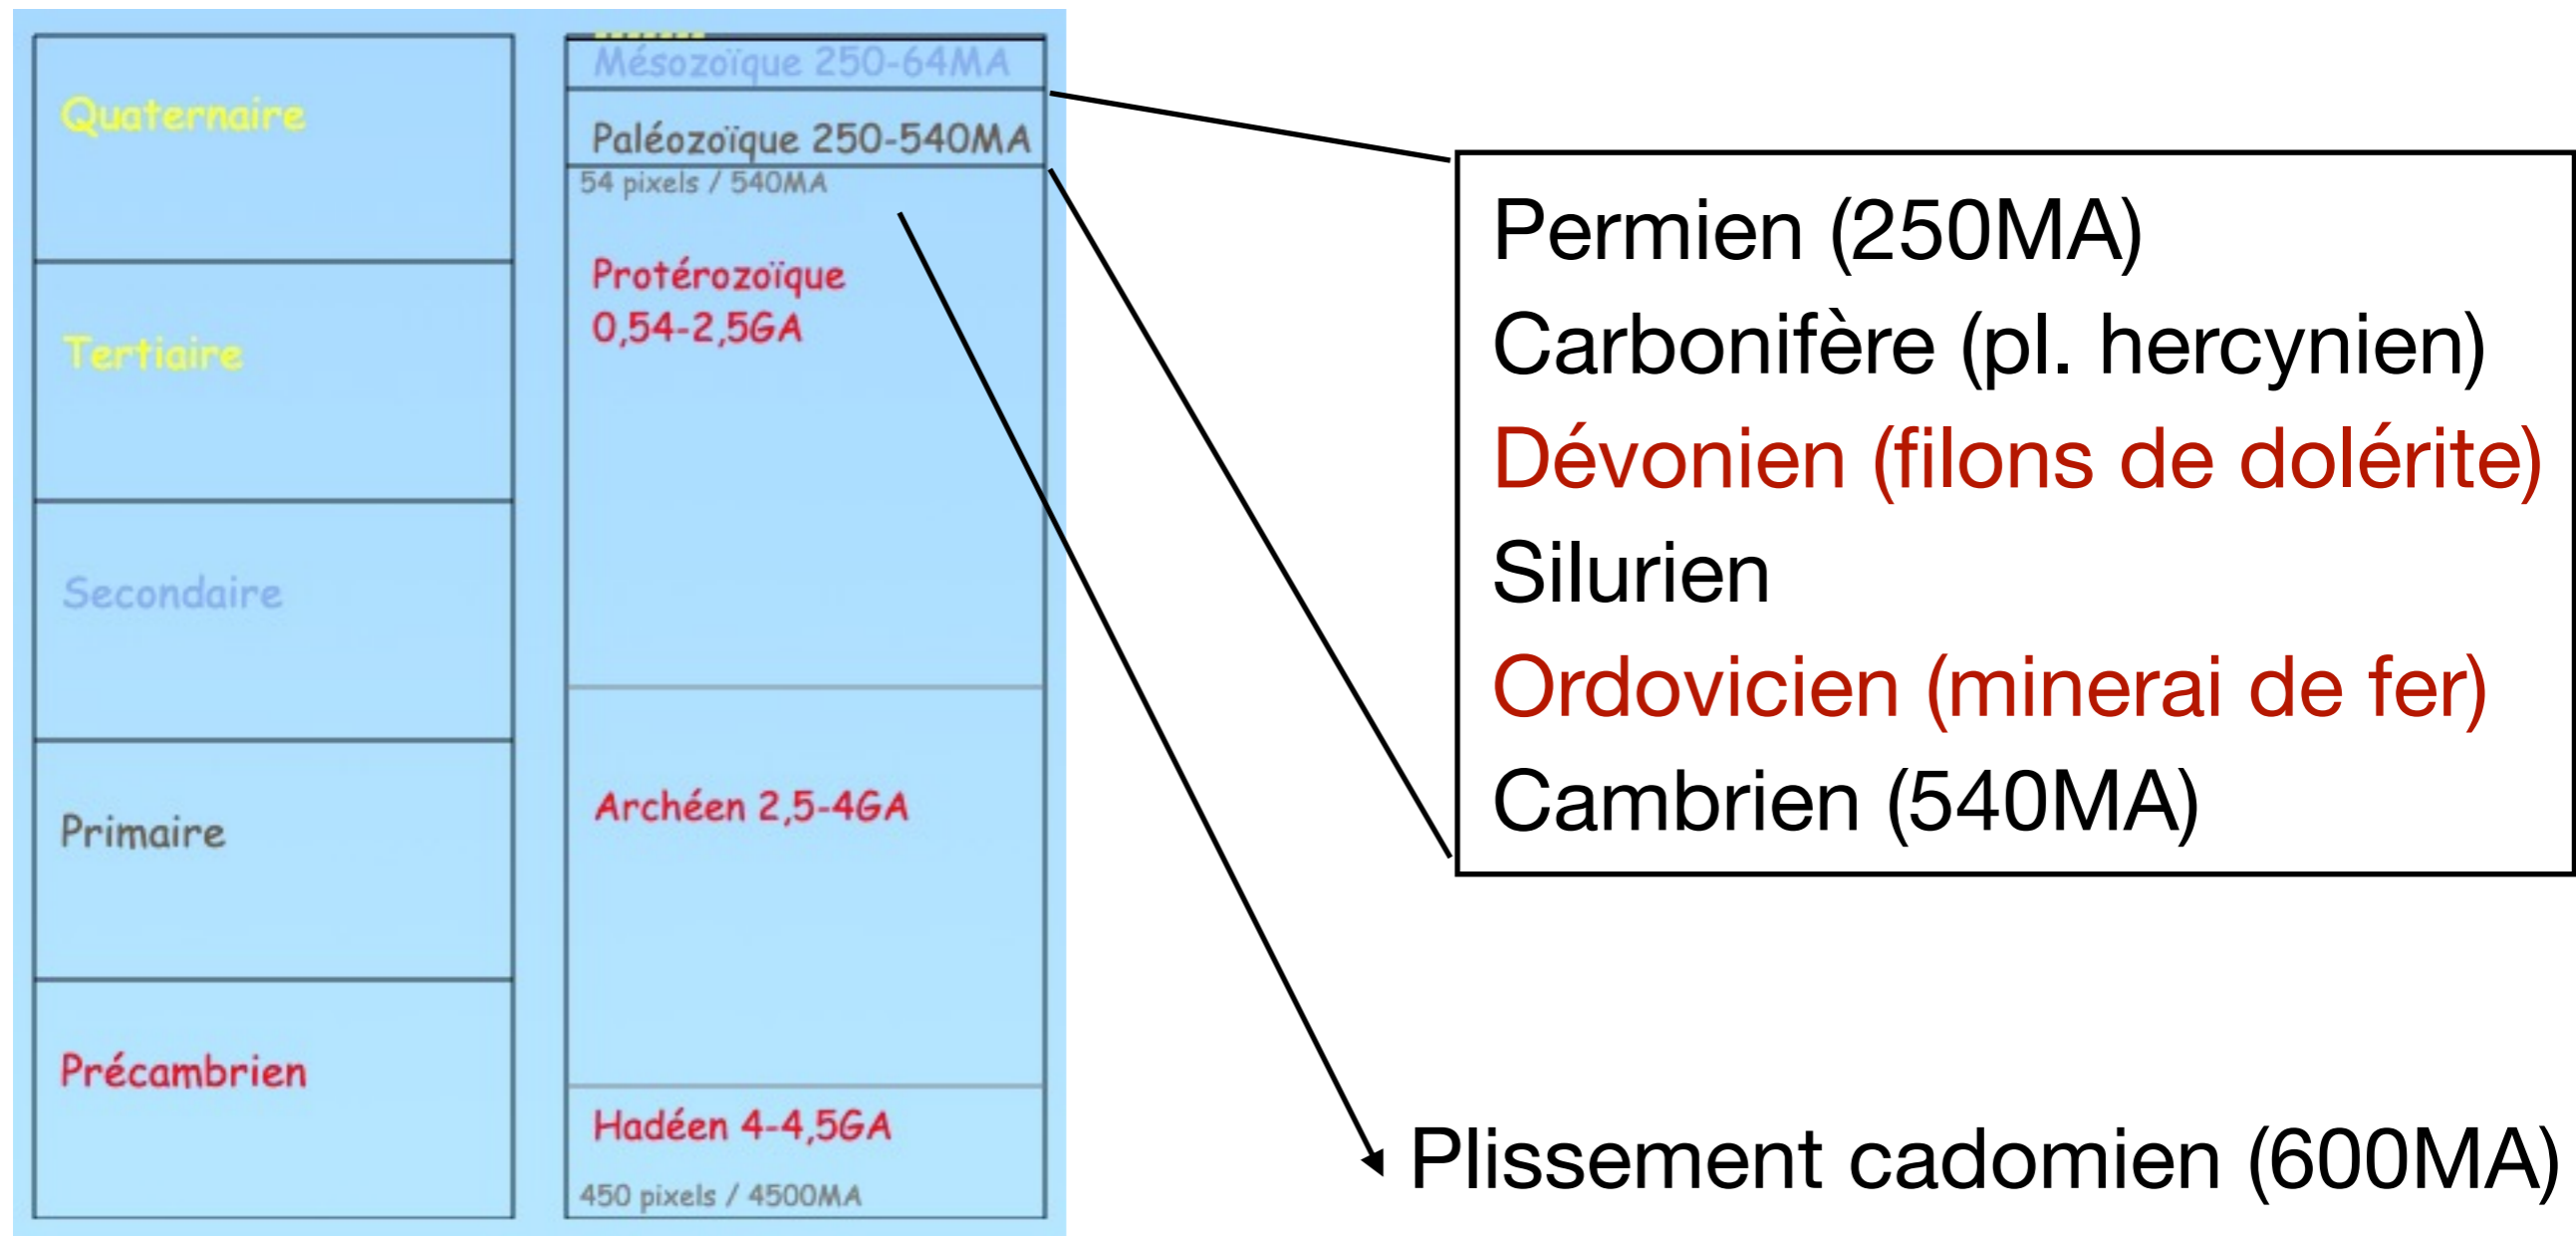 Quaternaire
Tertiaire
Secondaire
Primaire
Précambrien
Mésozoïque 250-64MA
Paléozoïque 250-540MA
54 pixels / 540MA
Protérozoïque
0,54-2,5GA
Archéen 2,5-4GA
Hadéen 4-4,5GA
450 pixels / 4500MA
Permien (250MA)
Carbonifère (pl. hercynien)
Dévonien (filons de dolérite)
Silurien
Ordovicien (minerai de fer)
Cambrien (540MA)
Plissement cadomien (600MA)